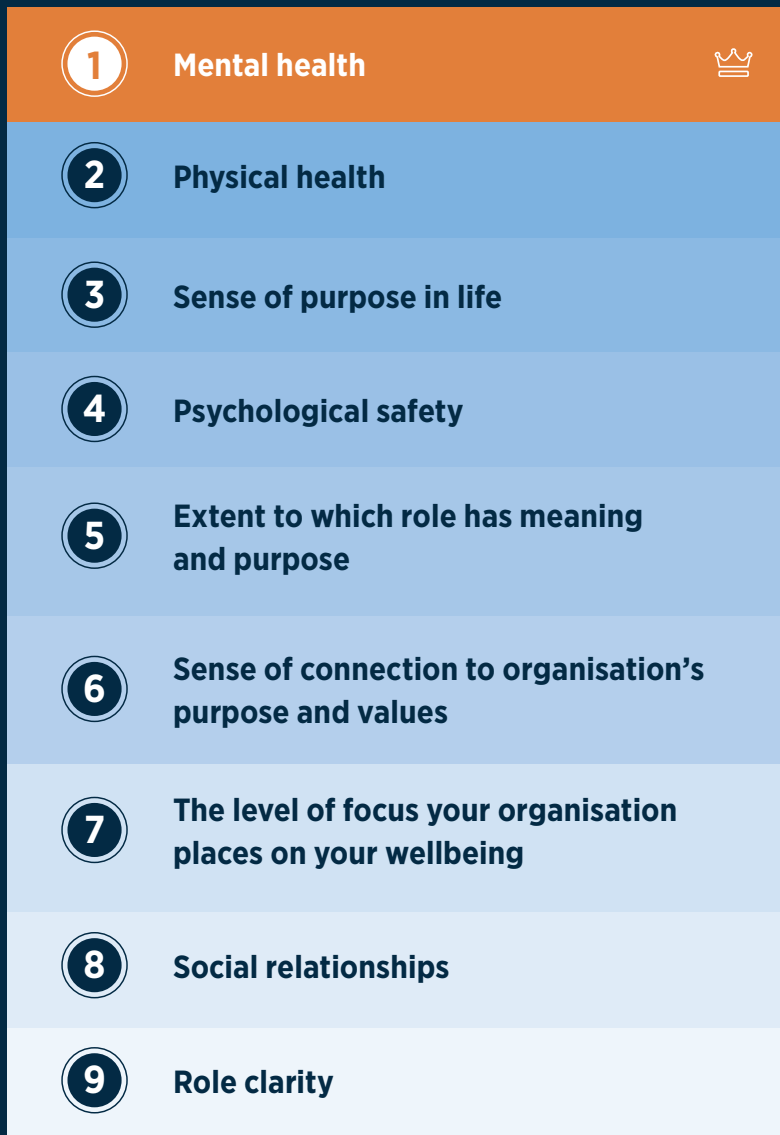 1 Mental health
2 Physical health
3 Sense of purpose in life
4 Psychological safety
5 Extent to which role has meaning
and purpose
6 Sense of connection to organisation’s
purpose and values
7 The level of focus your organisation
places on your wellbeing
8 Social relationships
9 Role clarity